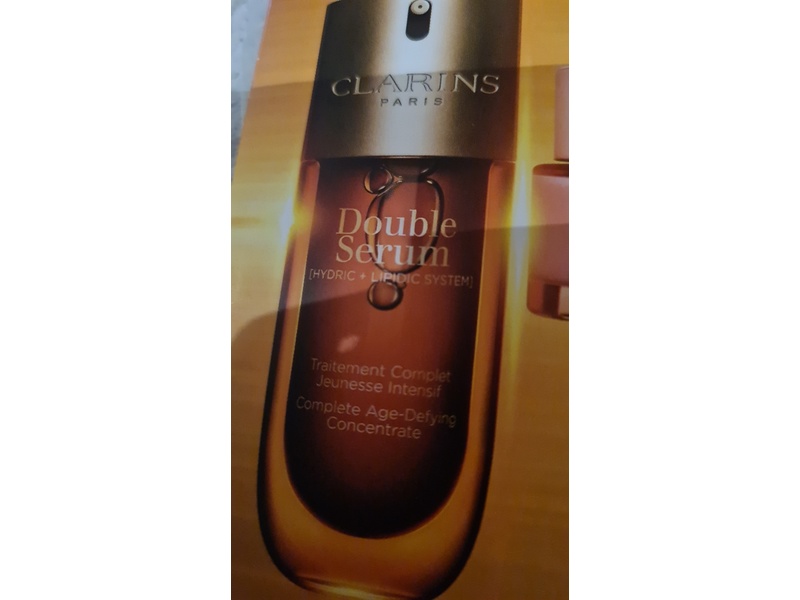 CLARINS
PARIS
Double
Serum
[HYDRIC + LIPIDIC SYSTEM]
Traitement Complet
Jeunesse Intensif
Complete Age-Defying
Concentrate